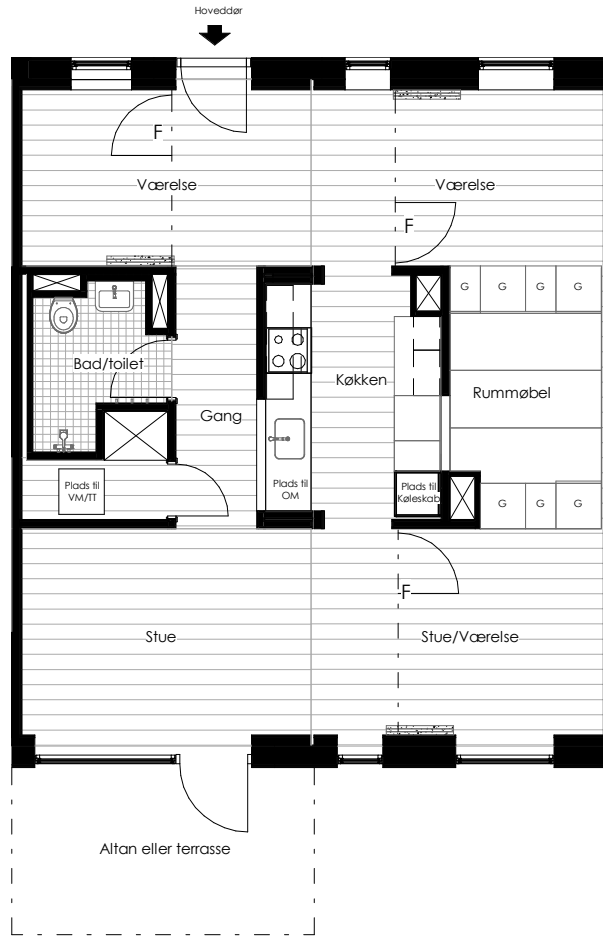 Hoveddør
F
Værelse
Værelse
F
G G G G
Bad/toilet
Køkken
Rummøbel
Gang
Plads til
VM/TT
Plads til
OM
Plads til
Køleskab
G G G
F
Stue
Stue/Værelse
Altan eller terrasse